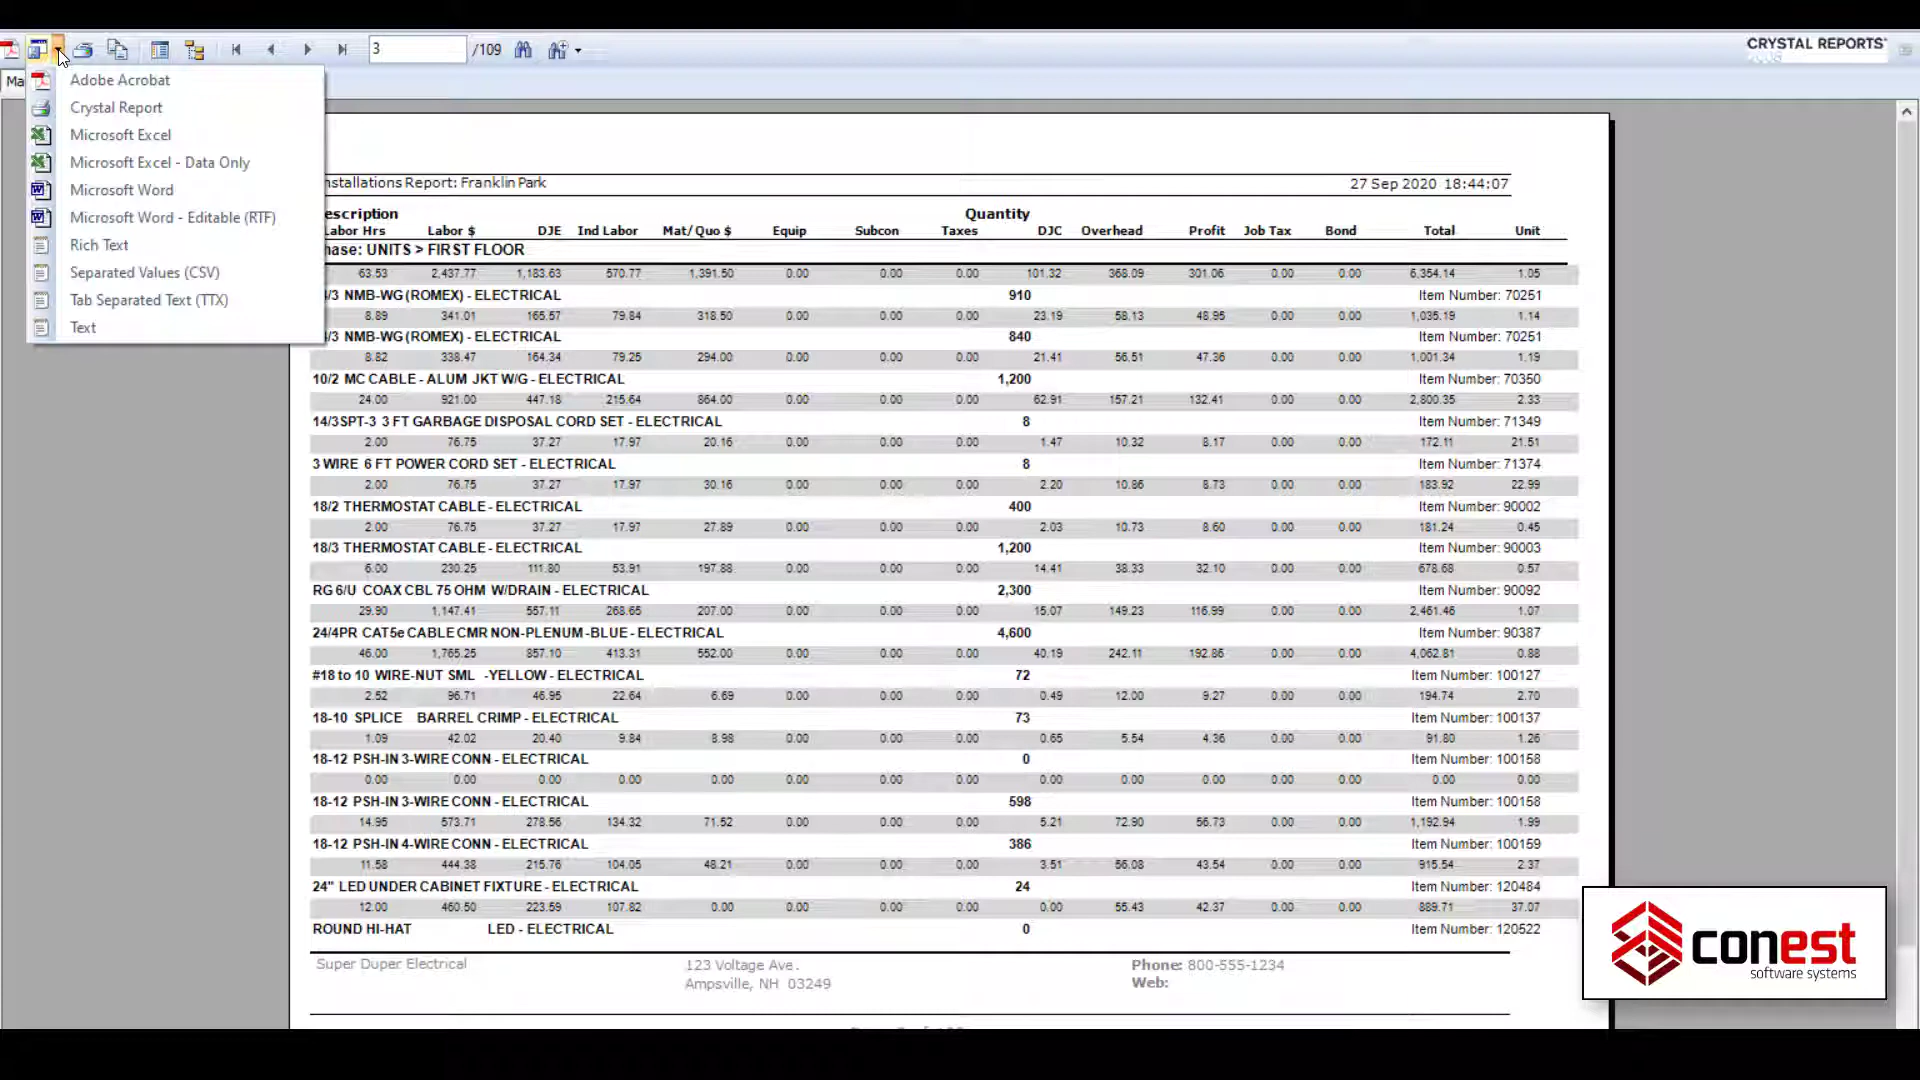 3 /109
CRYSTAL REPORTS
Ma
Adobe Acrobat
Crystal Report
Microsoft Excel
Microsoft Excel - Data Only
Microsoft Word
Microsoft Word - Editable (RTF)
Rich Text
Separated Values (CSV)
Tab Separated Text (TTX)
Text
nstallations Report: Franklin Park 27 Sep 2020 18:44:07
escription Quantity
Labor Hrs Labor $ DJE Ind Labor Mat/Quo $ Equip Subcon Taxes DJC Overhead Profit Job Tax Bond Total Unit
hase: UNITS > FIRST FLOOR
63.53 2,437.77 1,183.63 570.77 1,391.50 0.00 0.00 0.00 101.32 368.09 301.06 0.00 0.00 6,354.14 1.05
/3 NMB-WG (ROMEX) - ELECTRICAL 910 Item Number: 70251
8.89 341.01 165.57 79.84 318.50 0.00 0.00 0.00 23.19 58.13 48.95 0.00 0.00 1,035.19 1.14
/3 NMB-WG (ROMEX) - ELECTRICAL 840 Item Number: 70251
8.82 338.47 164.34 79.25 294.00 0.00 0.00 0.00 21.41 56.51 47.36 0.00 0.00 1,001.34 1.19
10/2 MC CABLE - ALUM JKT W/G - ELECTRICAL 1,200 Item Number: 70350
24.00 921.00 447.18 215.64 864.00 0.00 0.00 0.00 62.91 157.21 132.41 0.00 0.00 2,800.35 2.33
14/3 SPT-3 3 FT GARBAGE DISPOSAL CORD SET - ELECTRICAL 8 Item Number: 71349
2.00 76.75 37.27 17.97 20.16 0.00 0.00 0.00 1.47 10.32 8.17 0.00 0.00 172.11 21.51
3 WIRE 6 FT POWER CORD SET - ELECTRICAL 8 Item Number: 71374
2.00 76.75 37.27 17.97 30.16 0.00 0.00 0.00 2.20 10.86 8.73 0.00 0.00 183.92 22.99
18/2 THERMOSTAT CABLE - ELECTRICAL 400 Item Number: 90002
2.00 76.75 37.27 17.97 27.89 0.00 0.00 0.00 2.03 10.73 8.60 0.00 0.00 181.24 0.45
18/3 THERMOSTAT CABLE - ELECTRICAL 1,200 Item Number: 90003
6.00 230.25 111.80 53.91 197.88 0.00 0.00 0.00 14.41 38.33 32.10 0.00 0.00 678.68 0.57
RG 6/U COAX CBL 75 OHM W/DRAIN - ELECTRICAL 2,300 Item Number: 90092
29.90 1,147.41 557.11 268.65 207.00 0.00 0.00 0.00 15.07 149.23 116.99 0.00 0.00 2,461.46 1.07
24/4PR CAT5e CABLE CMR NON-PLENUM -BLUE - ELECTRICAL 4,600 Item Number: 90387
46.00 1,765.25 857.10 413.31 552.00 0.00 0.00 0.00 40.19 242.11 192.86 0.00 0.00 4,062.81 0.88
#18 to 10 WIRE-NUT SML -YELLOW - ELECTRICAL 72 Item Number: 100127
2.52 96.71 46.95 22.64 6.69 0.00 0.00 0.00 0.49 12.00 9.27 0.00 0.00 194.74 2.70
18-10 SPLICE BARREL CRIMP - ELECTRICAL 73 Item Number: 100137
1.09 42.02 20.40 9.84 8.98 0.00 0.00 0.00 0.65 5.54 4.36 0.00 0.00 91.80 1.26
18-12 PSH-IN 3-WIRE CONN - ELECTRICAL 0 Item Number: 100158
0.00 0.00 0.00 0.00 0.00 0.00 0.00 0.00 0.00 0.00 0.00 0.00 0.00 0.00 0.00
18-12 PSH-IN 3-WIRE CONN - ELECTRICAL 598 Item Number: 100158
14.95 573.71 278.56 134.32 71.52 0.00 0.00 0.00 5.21 72.90 56.73 0.00 0.00 1,192.94 1.99
18-12 PSH-IN 4-WIRE CONN - ELECTRICAL 386 Item Number: 100159
11.58 444.38 215.76 104.05 48.21 0.00 0.00 0.00 3.51 56.08 43.54 0.00 0.00 915.54 2.37
24" LED UNDER CABINET FIXTURE - ELECTRICAL 24 Item Number: 120484
12.00 460.50 223.59 107.82 0.00 0.00 0.00 0.00 0.00 55.43 42.37 0.00 0.00 889.71 37.07
ROUND HI-HAT LED - ELECTRICAL 0 Item Number: 120522
Super Duper Electrical 123 Voltage Ave. Phone: 800-555-1234
Ampsville, NH 03249 Web:
conest
software systems